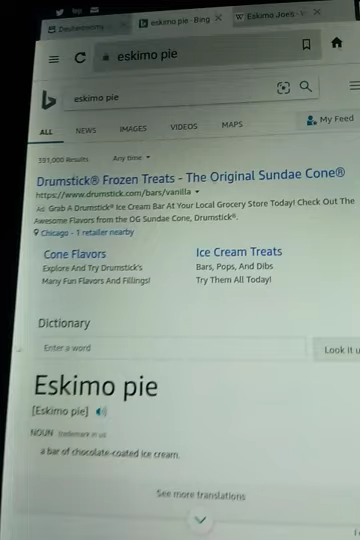 Deuteronomy
eskimo pie - Bing
Eskimo Joe's -
eskimo pie
eskimo pie
ALL NEWS IMAGES VIDEOS MAPS My Feed
391,000 Results Any time
Drumstick® Frozen Treats - The Original Sundae Cone®
https://www.drumstick.com/bars/vanilla
Ad Grab A Drumstick® Ice Cream Bar At Your Local Grocery Store Today! Check Out The
Awesome Flavors from the OG Sundae Cone, Drumstick®.
Chicago - 1 retailer nearby
Cone Flavors
Explore And Try Drumstick's
Many Fun Flavors And Fillings!
Ice Cream Treats
Bars, Pops, And Dibs
Try Them All Today!
Dictionary
Enter a word
Look it u
Eskimo pie
[Eskimo pie]
NOUN trademark in us
a bar of chocolate-coated ice cream.
See more translations